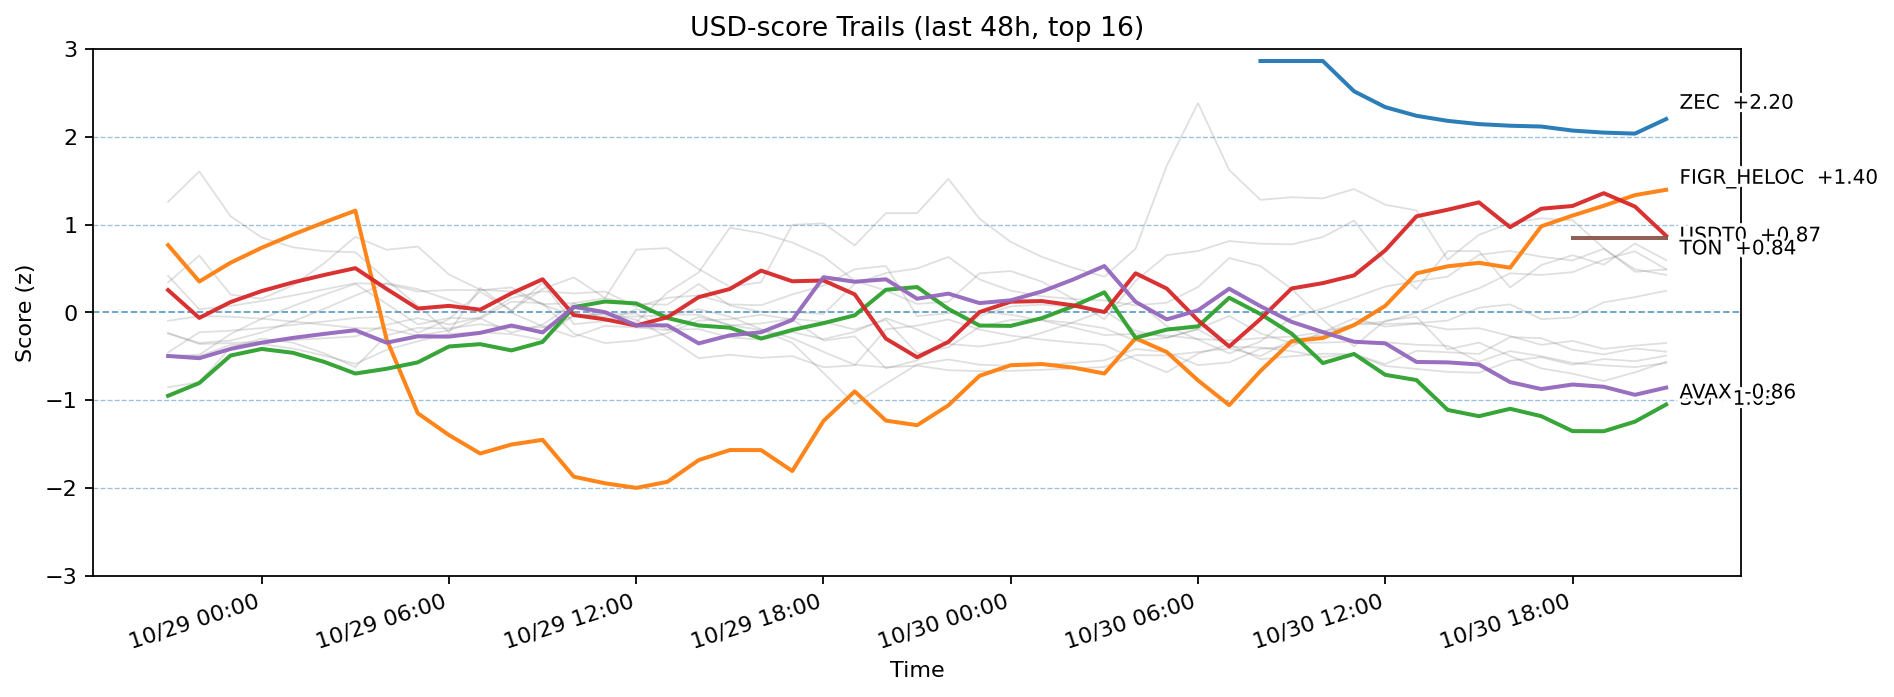 USD-score Trails (last 48h, top 16)
Score (z)
3
2
1
0
−1
−2
−3
ZEC +2.20
FIGR_HELOC +1.40
USDT0 +0.87
TON +0.84
AVAX -0.86
10/29 00:00
10/29 06:00
10/29 12:00
10/29 18:00
10/30 00:00
10/30 06:00
10/30 12:00
10/30 18:00
Time